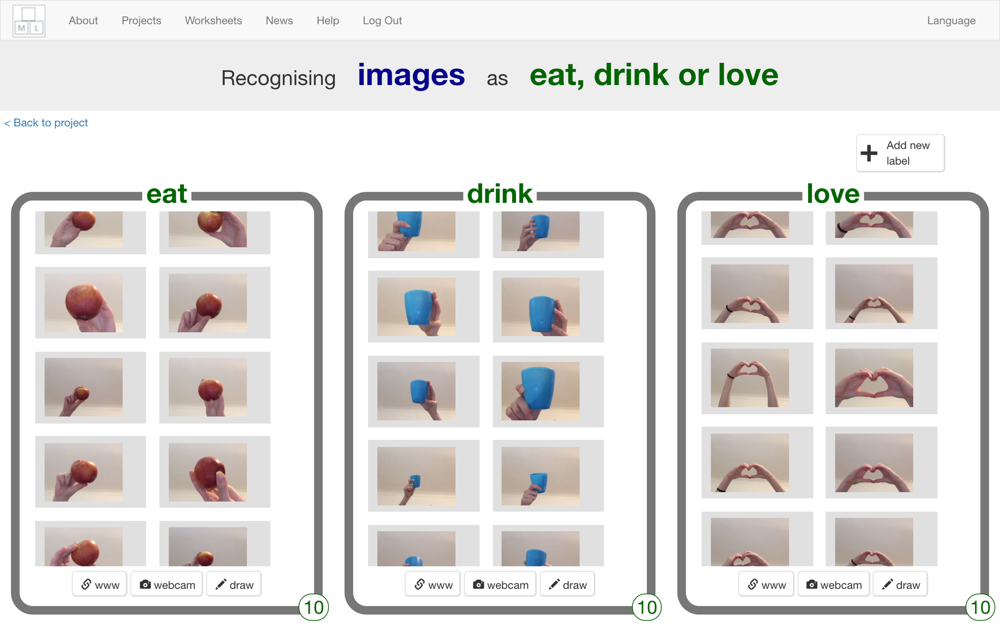 M L
About Projects Worksheets News Help Log Out Language
Recognising images as eat, drink or love
< Back to project
Add new
label
eat
drink
love
www webcam draw
10
www webcam draw
10
www webcam draw
10